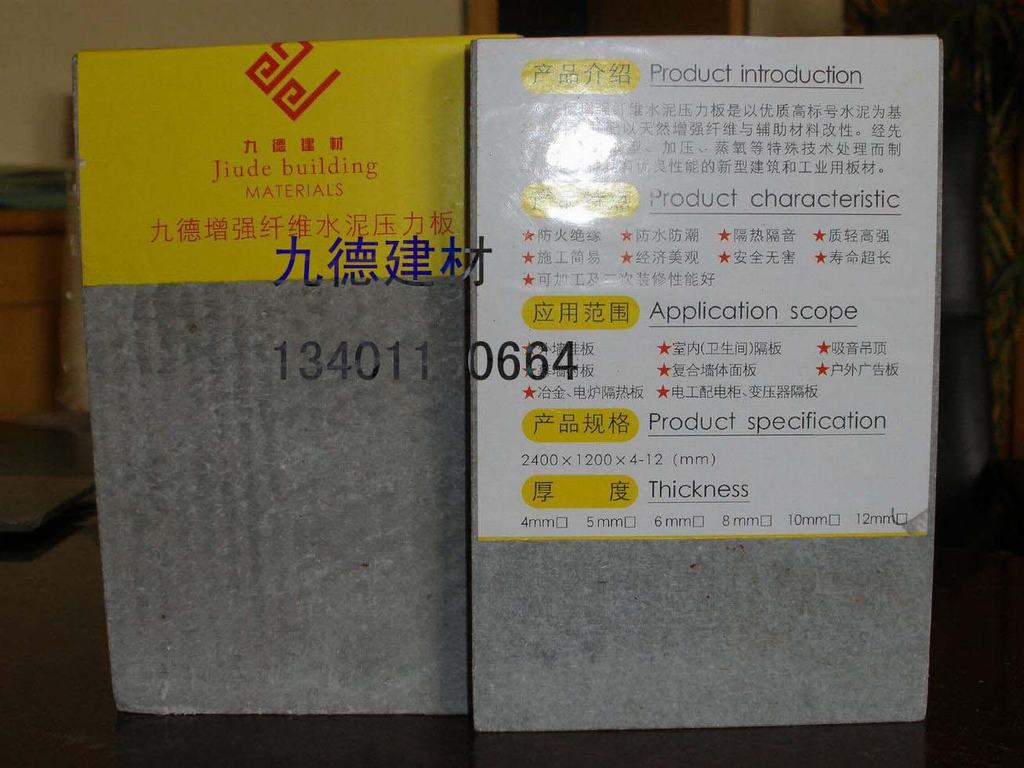 九德建材
Jiude building
MATERIALS
九德增强纤维水泥压力板
九德建材
134011 0664
产品介绍 Product introduction
维水泥压力板是以优质高标号水泥为基
以天然增强纤维与辅助材料改性。经先
、加压、蒸氧等特殊技术处理而制
良性能的新型建筑和工业用板材。
Product characteristic
★防火绝缘 ★防水防潮 ★隔热隔音 ★质轻高强
★施工简易 ★经济美观 ★安全无害 ★寿命超长
★可加工及二次装修性能好
应用范围 Application scope
板 ★室内(卫生间)隔板 ★吸音吊顶
板 ★复合墙体面板 ★户外广告板
★冶金、电炉隔热板 ★电工配电柜、变压器隔板
产品规格 Product specification
2400×1200×4-12 (mm)
厚 度 Thickness
4mm□ 5mm□ 6mm□ 8mm□ 10mm□ 12mm□